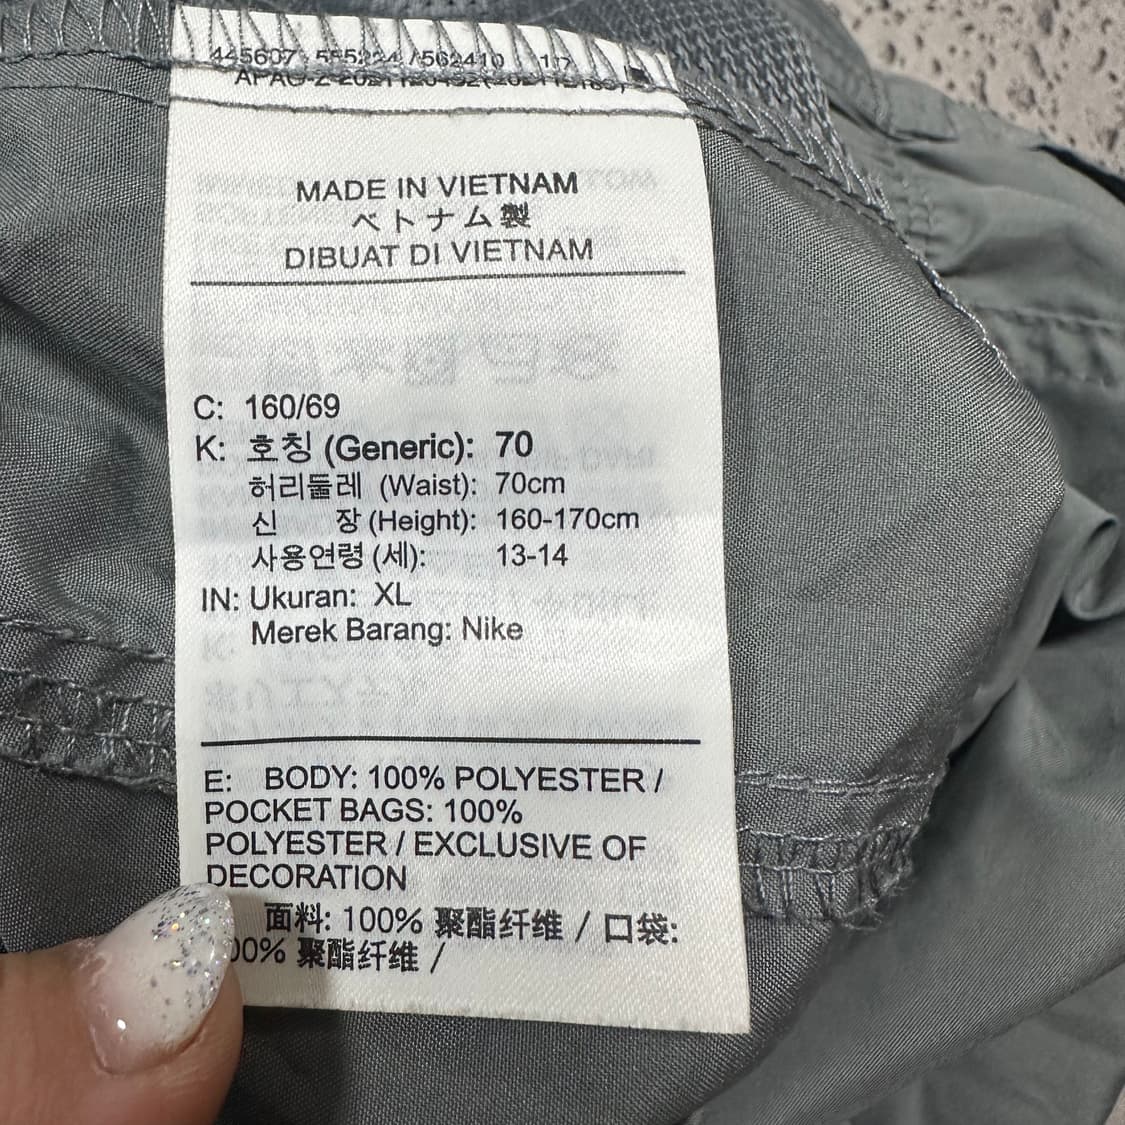 445607 555224 /562410
MADE IN VIETNAM
ベトナム製
DIBUAT DI VIETNAM
C: 160/69
K: 호칭 (Generic): 70
허리둘레 (Waist): 70cm
신 장 (Height): 160-170cm
사용연령 (세): 13-14
IN: Ukuran: XL
Merek Barang: Nike
E: BODY: 100% POLYESTER /
POCKET BAGS: 100%
POLYESTER / EXCLUSIVE OF
DECORATION
面料: 100% 聚酯纤维 / 口袋:
00% 聚酯纤维 /